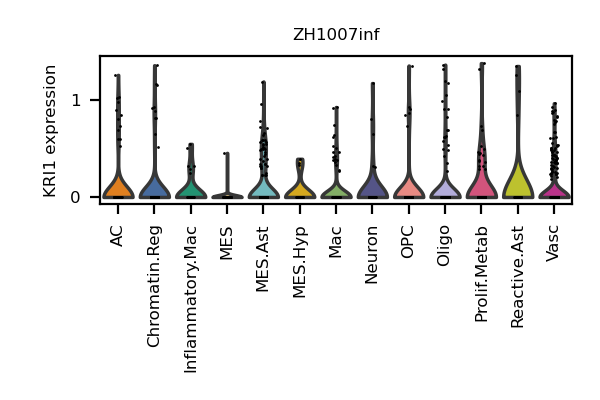 ZH1007inf
KRI1 expression
1
0
AC
Chromatin.Reg
Inflammatory.Mac
MES
MES.Ast
MES.Hyp
Mac
Neuron
OPC
Oligo
Prolif.Metab
Reactive.Ast
Vasc